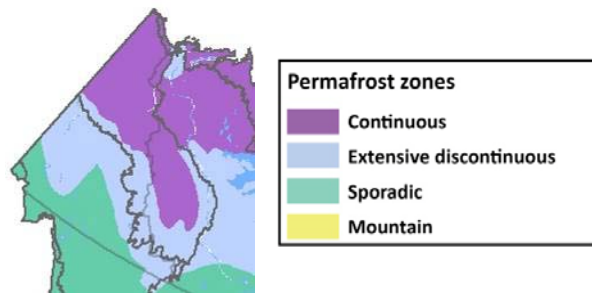 Permafrost zones
Continuous
Extensive discontinuous
Sporadic
Mountain